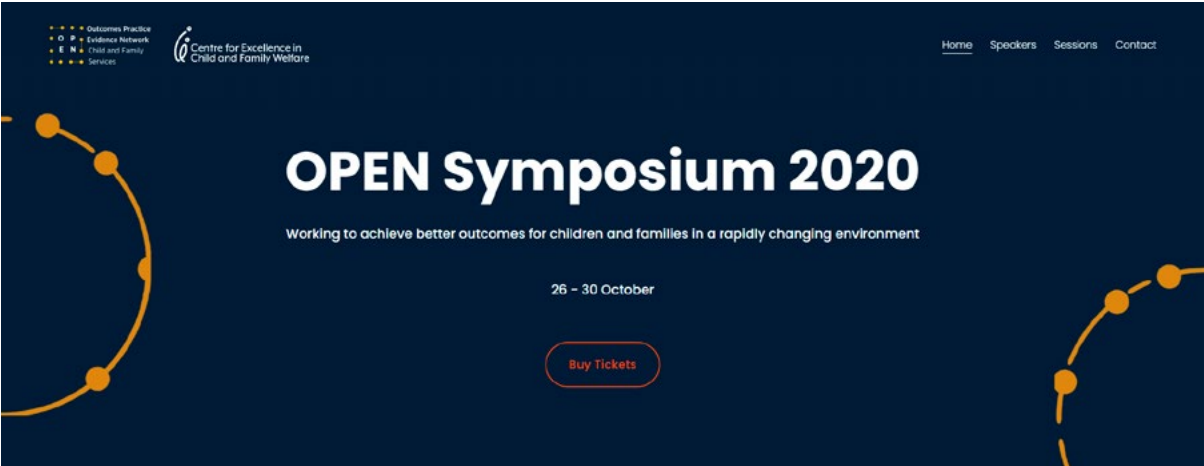 Outcomes Practice
O P Evidence Network
E N Child and Family
Services
Centre for Excellence in
Child and Family Welfare
Home Speakers Sessions Contact
OPEN Symposium 2020
Working to achieve better outcomes for children and families in a rapidly changing environment
26 – 30 October
Buy Tickets